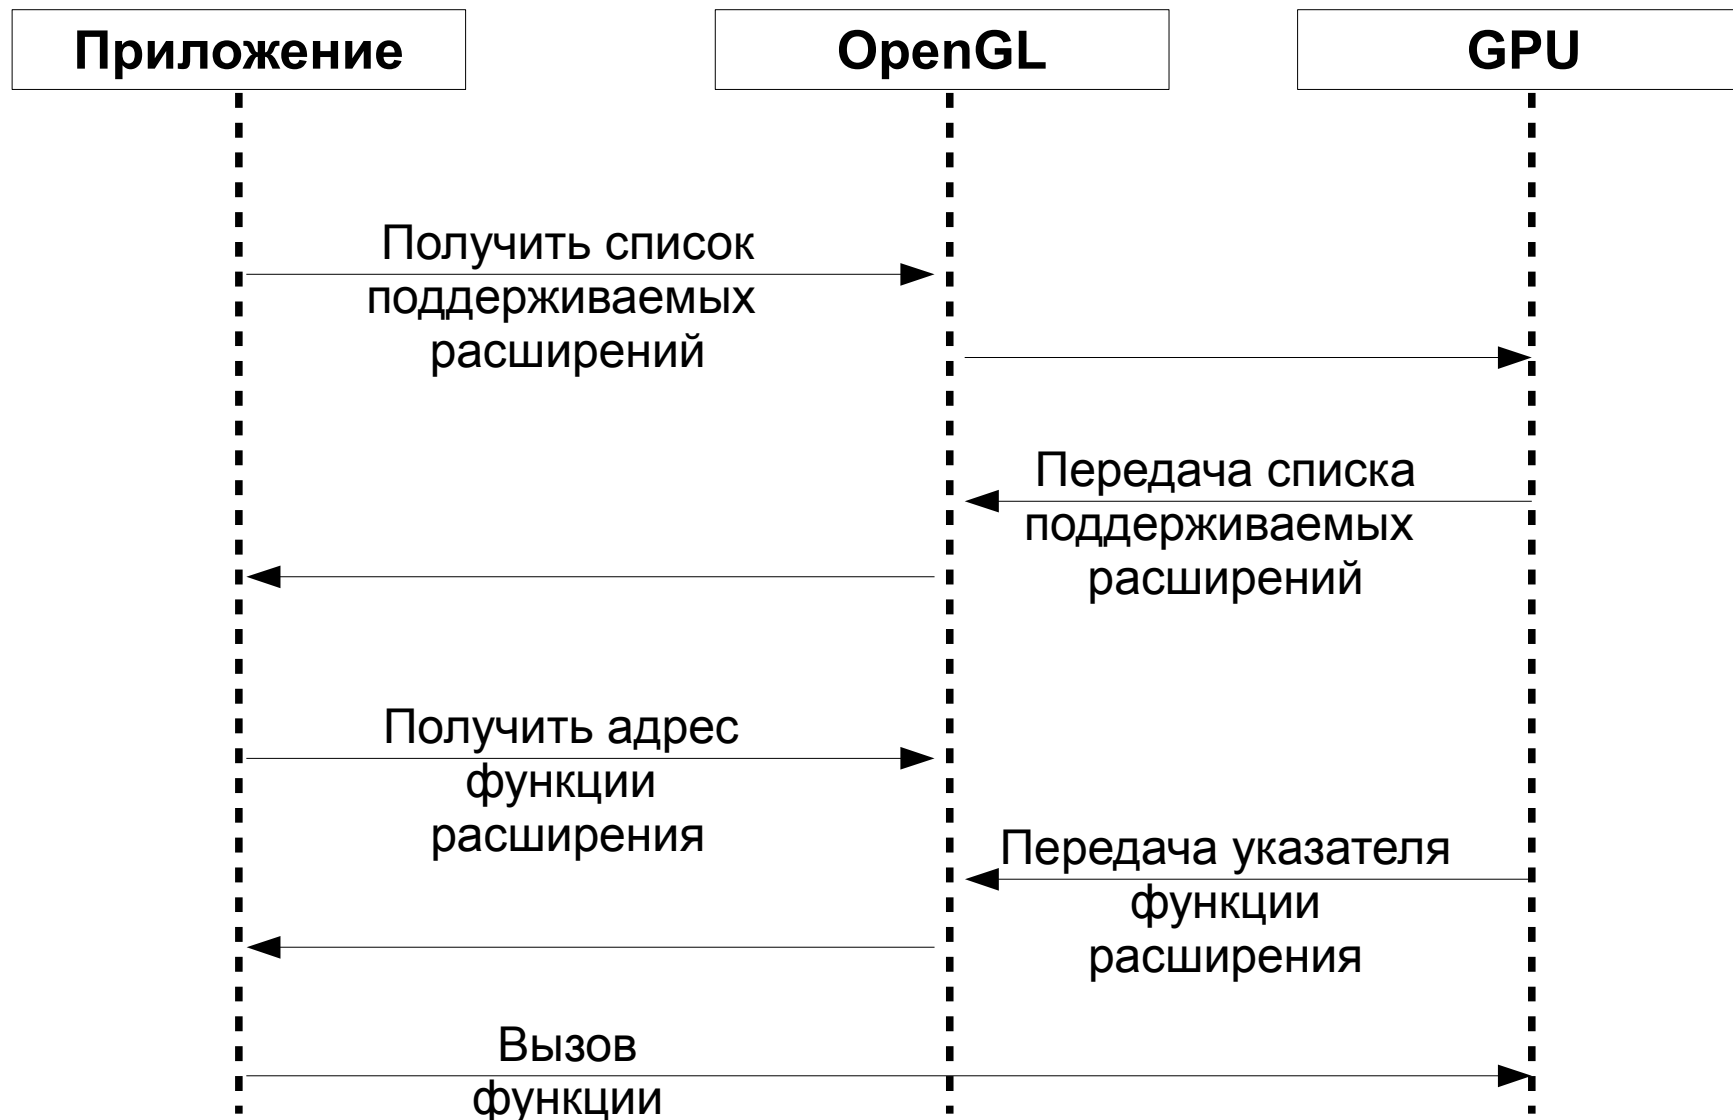 Приложение
OpenGL
GPU
Получить список
поддерживаемых
расширений
Передача списка
поддерживаемых
расширений
Получить адрес
функции
расширения
Передача указателя
функции
расширения
Вызов
функции